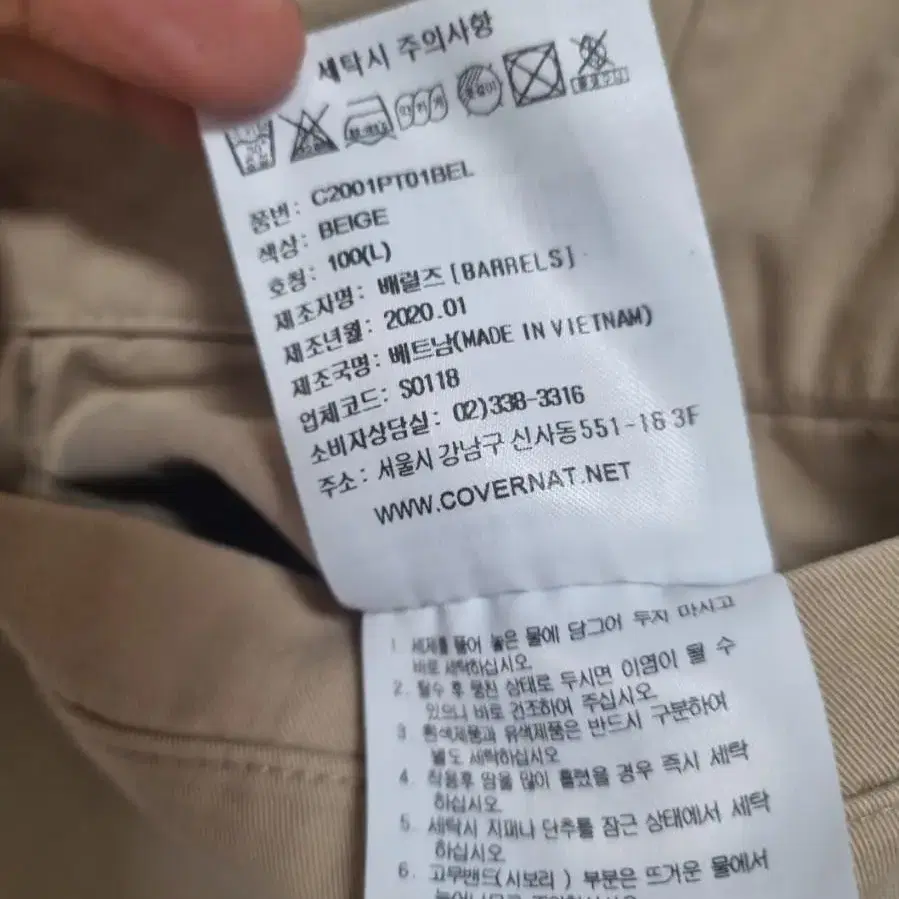 세탁시 주의사항
품번: C2001PT01BEL
색상: BEIGE
호칭: 100(L)
제조자명: 배럴즈 [BARRELS]
제조년월: 2020.01
제조국명: 베트남(MADE IN VIETNAM)
업체코드: S0118
소비자상담실: 02)338-3316
주소: 서울시 강남구 신사동 551-18 3F
WWW.COVERNAT.NET
1. 세제를 풀어 놓은 물에 담그어 두지 마시고
바로 세탁하십시오.
2. 탈수 후 뭉친 상태로 두시면 이염이 될 수
있으니 바로 건조하여 주십시오.
3. 흰색제품과 유색제품은 반드시 구분하여
별도 세탁하십시오
4. 착용후 땀을 많이 흘렸을 경우 즉시 세탁
하십시오.
5. 세탁시 지퍼나 단추를 잠근 상태에서 세탁
하십시오.
6. 고무밴드(시보리) 부분은 뜨거운 물에서